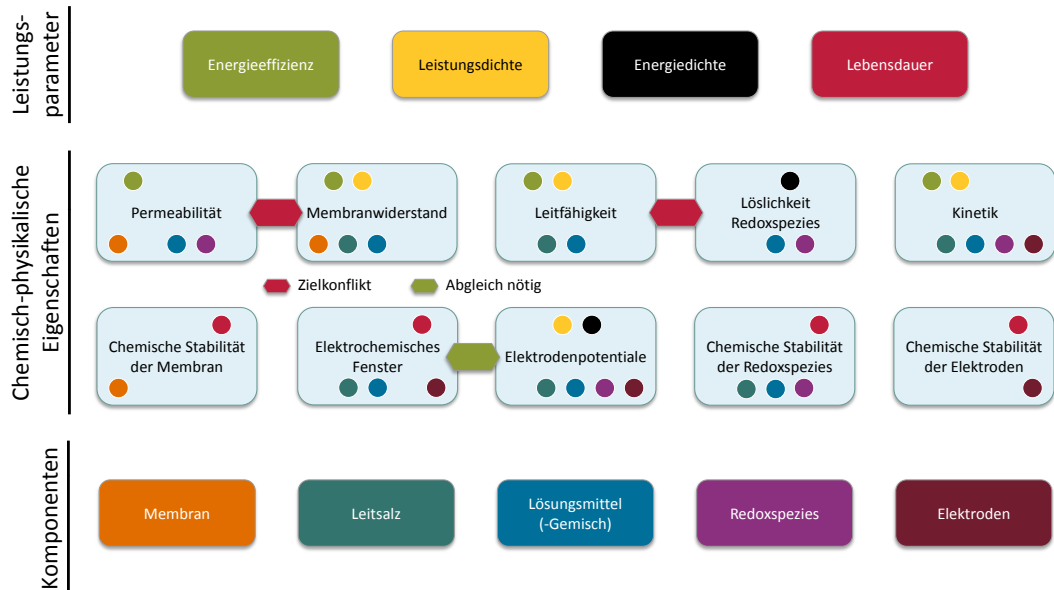 Leistungs-
parameter
Energieeffizienz
Leistungsdichte
Energiedichte
Lebensdauer
Chemisch-physikalische
Eigenschaften
Permeabilität
Membranwiderstand
Leitfähigkeit
Löslichkeit
Redoxspezies
Kinetik
Zielkonflikt
Abgleich nötig
Chemische Stabilität
der Membran
Elektrochemisches
Fenster
Elektrodenpotentiale
Chemische Stabilität
der Redoxspezies
Chemische Stabilität
der Elektroden
Komponenten
Membran
Leitsalz
Lösungsmittel
(-Gemisch)
Redoxspezies
Elektroden